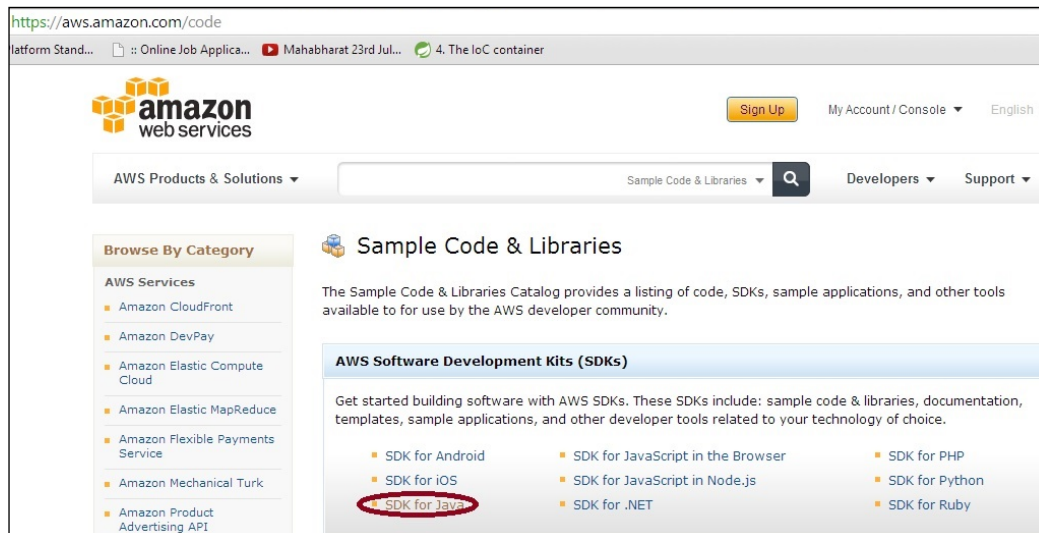 https://aws.amazon.com/code
latform Stand... :: Online Job Applica... Mahabharat 23rd Jul... 4. The IoC container
amazon
web services
Sign Up My Account / Console English
AWS Products & Solutions Sample Code & Libraries Developers Support
Browse By Category
AWS Services
Amazon CloudFront
Amazon DevPay
Amazon Elastic Compute
Cloud
Amazon Elastic MapReduce
Amazon Flexible Payments
Service
Amazon Mechanical Turk
Amazon Product
Advertising API
Sample Code & Libraries
The Sample Code & Libraries Catalog provides a listing of code, SDKs, sample applications, and other tools
available to for use by the AWS developer community.
AWS Software Development Kits (SDKs)
Get started building software with AWS SDKs. These SDKs include: sample code & libraries, documentation,
templates, sample applications, and other developer tools related to your technology of choice.
SDK for Android SDK for JavaScript in the Browser SDK for PHP
SDK for iOS SDK for JavaScript in Node.js SDK for Python
SDK for Java SDK for .NET SDK for Ruby